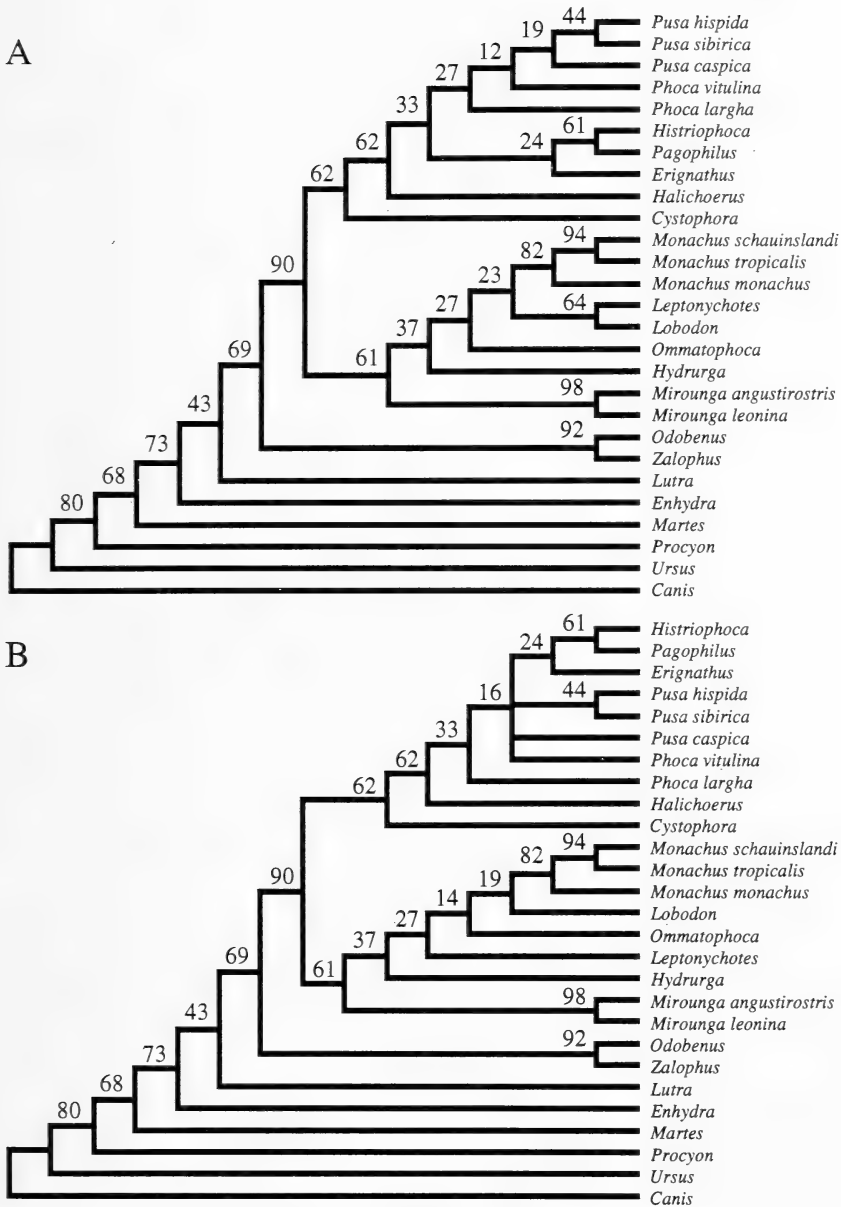 A
44
Pusa hispida
19
Pusa sibirica
12
Pusa caspica
27
Phoca vitulina
33
Phoca largha
61
Histriophoca
62
24
Pagophilus
62
Erignathus
Halichoerus
Cystophora
94
Monachus schauinslandi
82
Monachus tropicalis
90
23
Monachus monachus
27
64
Leptonychotes
37
Lobodon
69
61
Ommatophoca
Hydrurga
98
Mirounga angustirostris
43
Mirounga leonina
73
92
Odobenus
68
Zalophus
80
Lutra
Enhydra
Martes
Procyon
Ursus
Canis
B
61
Histriophoca
24
Pagophilus
Erignathus
16
44
Pusa hispida
33
Pusa sibirica
62
Pusa caspica
62
Phoca vitulina
Phoca largha
Halichoerus
Cystophora
94
Monachus schauinslandi
82
Monachus tropicalis
90
19
Monachus monachus
14
Lobodon
27
Ommatophoca
37
Leptonychotes
69
61
Hydrurga
98
Mirounga angustirostris
43
Mirounga leonina
73
92
Odobenus
68
Zalophus
80
Lutra
Enhydra
Martes
Procyon
Ursus
Canis